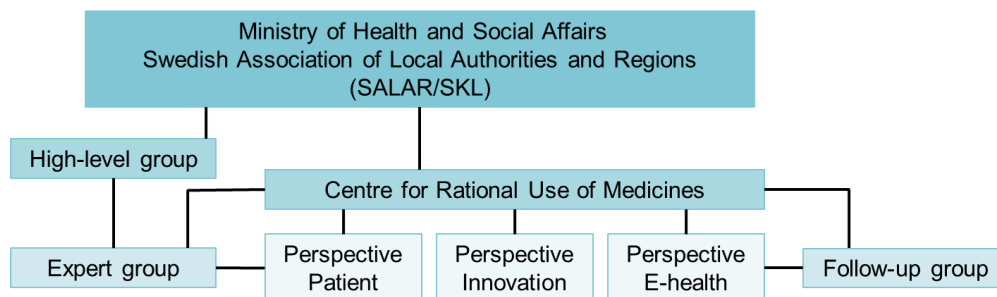 Ministry of Health and Social Affairs
Swedish Association of Local Authorities and Regions
(SALAR/SKL)
High-level group
Centre for Rational Use of Medicines
Expert group
Perspective
Patient
Perspective
Innovation
Perspective
E-health
Follow-up group